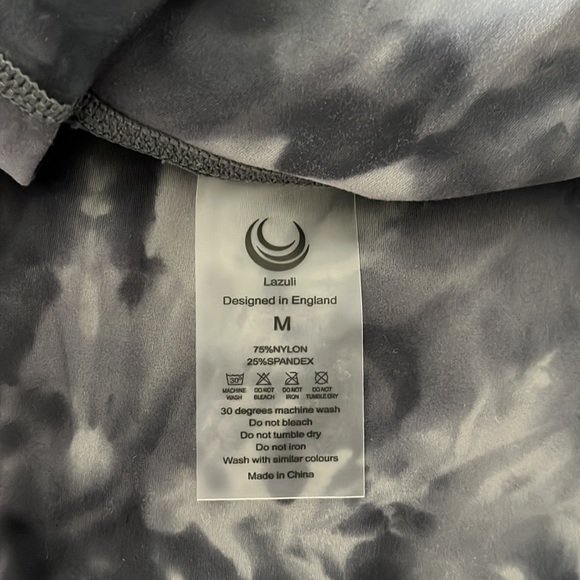 Lazuli
Designed in England
M
75%NYLON
25%SPANDEX
30°
MACHINE WASH DO NOT BLEACH DO NOT IRON DO NOT TUMBLE DRY
30 degrees machine wash
Do not bleach
Do not tumble dry
Do not iron
Wash with similar colours
Made in China